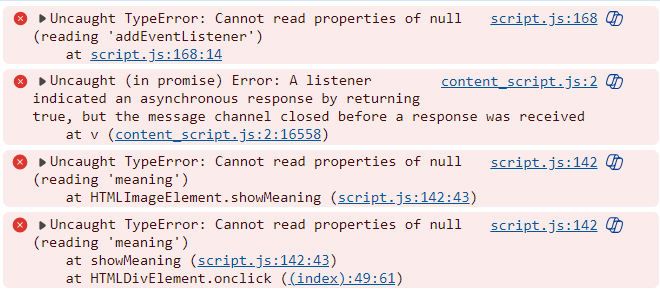 Uncaught TypeError: Cannot read properties of null script.js:168
(reading 'addEventListener')
at script.js:168:14
Uncaught (in promise) Error: A listener content_script.js:2
indicated an asynchronous response by returning
true, but the message channel closed before a response was received
at v (content_script.js:2:16558)
Uncaught TypeError: Cannot read properties of null script.js:142
(reading 'meaning')
at HTMLImageElement.showMeaning (script.js:142:43)
Uncaught TypeError: Cannot read properties of null script.js:142
(reading 'meaning')
at showMeaning (script.js:142:43)
at HTMLDivElement.onclick ((index):49:61)